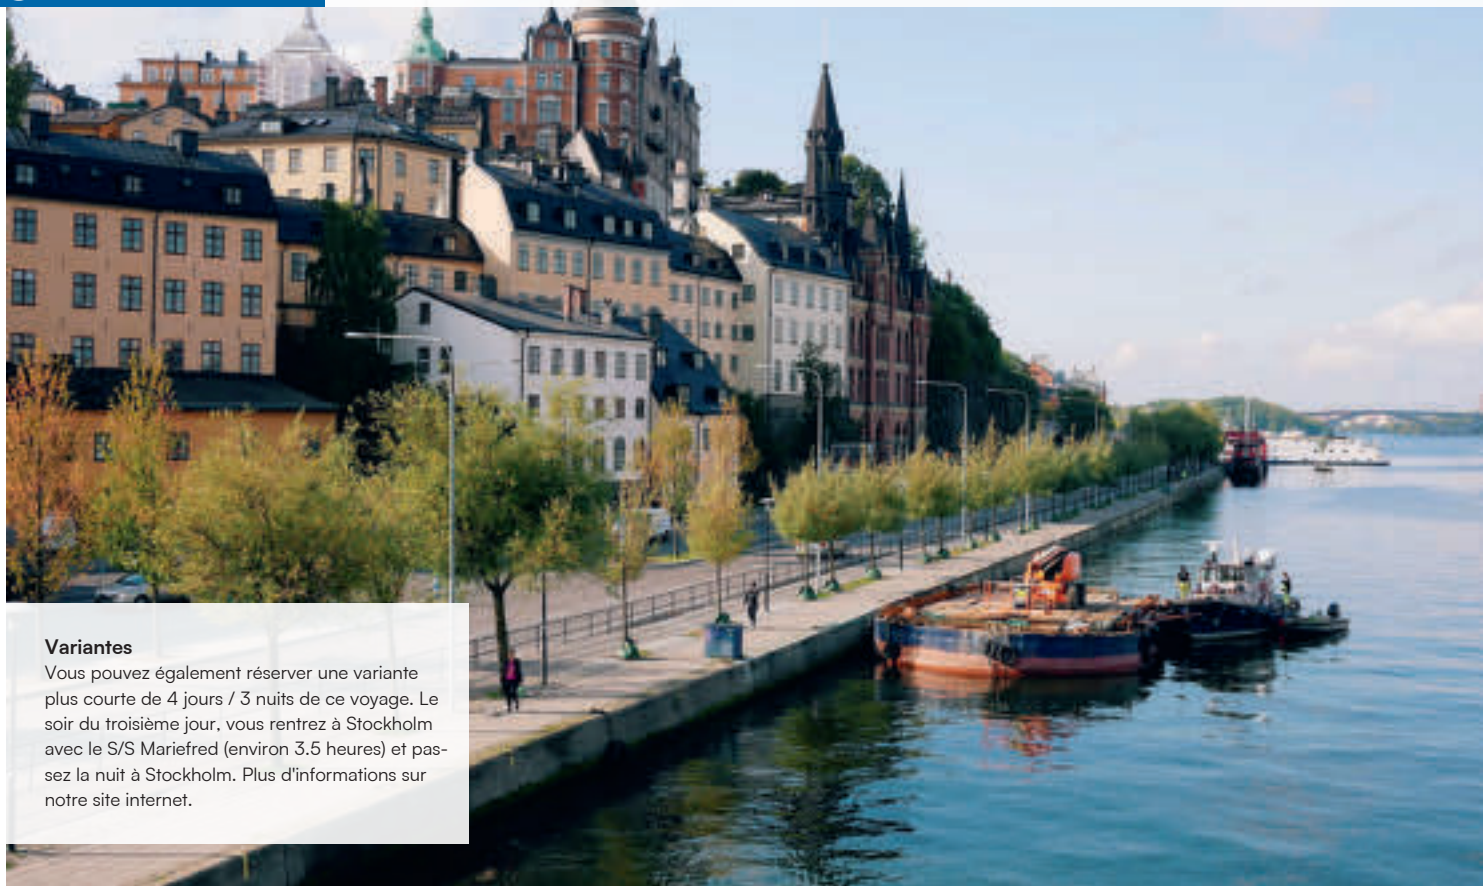 Variantes
Vous pouvez également réserver une variante
plus courte de 4 jours / 3 nuits de ce voyage. Le
soir du troisième jour, vous rentrez à Stockholm
avec le S/S Mariefred (environ 3.5 heures) et pas-
sez la nuit à Stockholm. Plus d'informations sur
notre site internet.